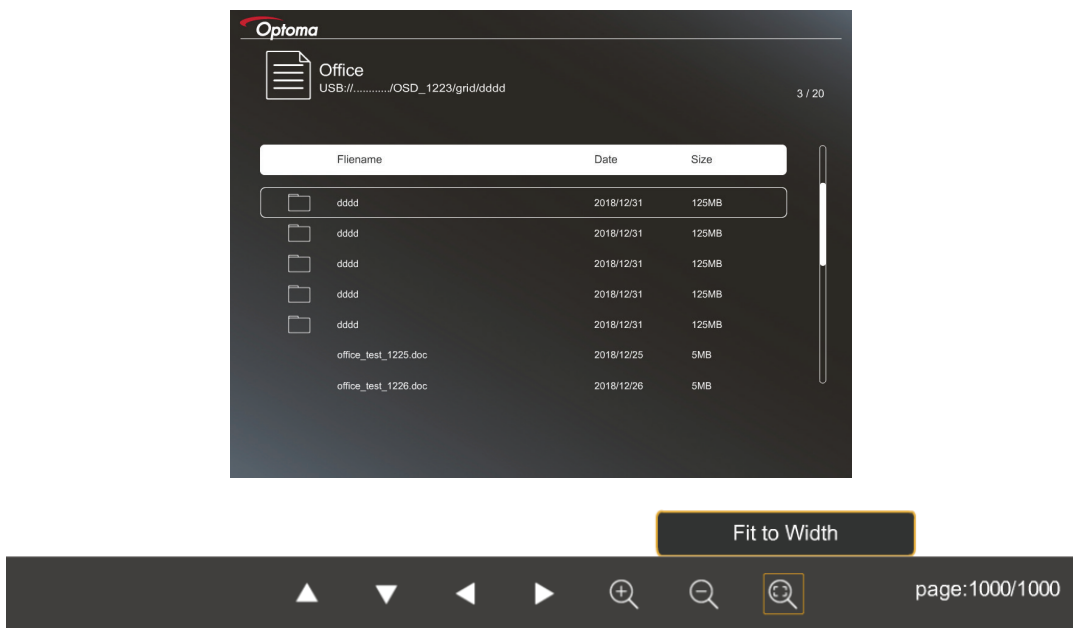 Optoma
Office
USB://.........../OSD_1223/grid/dddd
3 / 20
Fliename Date Size
dddd 2018/12/31 125MB
dddd 2018/12/31 125MB
dddd 2018/12/31 125MB
dddd 2018/12/31 125MB
dddd 2018/12/31 125MB
office_test_1225.doc 2018/12/25 5MB
office_test_1226.doc 2018/12/26 5MB
Fit to Width
page:1000/1000